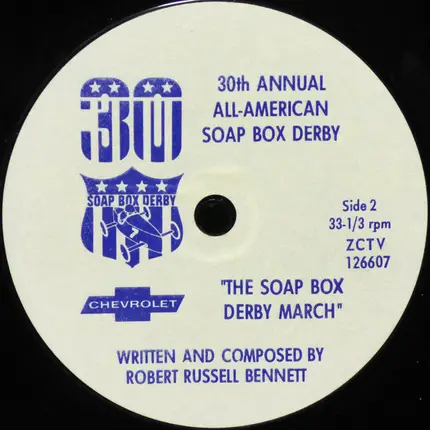 30
30th ANNUAL
ALL-AMERICAN
SOAP BOX DERBY
SOAP BOX DERBY
Side 2
33-1/3 rpm
ZCTV
126607
CHEVROLET
"THE SOAP BOX
DERBY MARCH"
WRITTEN AND COMPOSED BY
ROBERT RUSSELL BENNETT